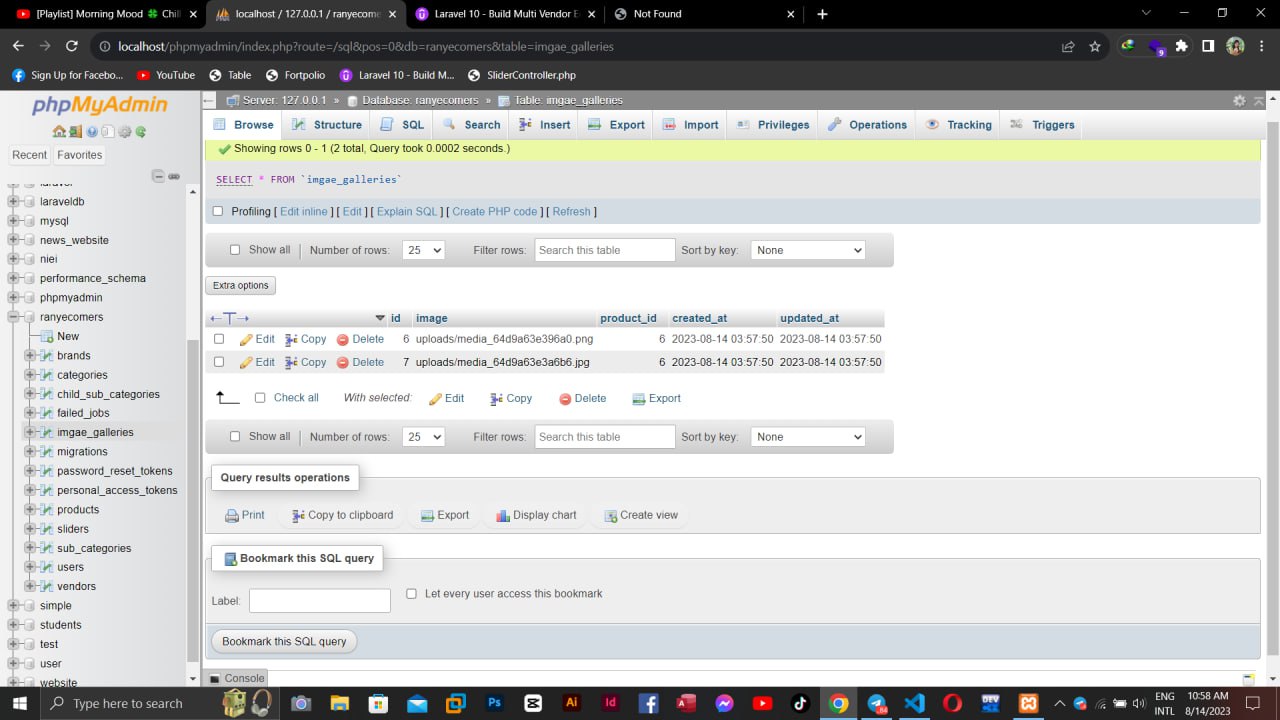 [Playlist] Morning Mood 🍀 Chill
localhost / 127.0.0.1 / ranyecomers
Laravel 10 - Build Multi Vendor E
Not Found
localhost/phpmyadmin/index.php?route=/sql&pos=0&db=ranyecomers&table=imgae_galleries
9
Sign Up for Facebo...
YouTube
Table
Fortpolio
Laravel 10 - Build M...
SliderController.php
phpMyAdmin
Recent
Favorites
laravel
laraveldb
mysql
news_website
niei
performance_schema
phpmyadmin
ranyecomers
New
brands
categories
child_sub_categories
failed_jobs
imgae_galleries
migrations
password_reset_tokens
personal_access_tokens
products
sliders
sub_categories
users
vendors
simple
students
test
user
website
Server: 127.0.0.1 » Database: ranyecomers » Table: imgae_galleries
Browse Structure SQL Search Insert Export Import Privileges Operations Tracking Triggers
Showing rows 0 - 1 (2 total, Query took 0.0002 seconds.)
SELECT * FROM `imgae_galleries`
Profiling [ Edit inline ] [ Edit ] [ Explain SQL ] [ Create PHP code ] [ Refresh ]
Show all Number of rows: 25 Filter rows: Search this table Sort by key: None
Extra options
id image product_id created_at updated_at
Edit Copy Delete 6 uploads/media_64d9a63e396a0.png 6 2023-08-14 03:57:50 2023-08-14 03:57:50
Edit Copy Delete 7 uploads/media_64d9a63e3a6b6.jpg 6 2023-08-14 03:57:50 2023-08-14 03:57:50
Check all With selected: Edit Copy Delete Export
Show all Number of rows: 25 Filter rows: Search this table Sort by key: None
Query results operations
Print Copy to clipboard Export Display chart Create view
Bookmark this SQL query
Label: Let every user access this bookmark
Bookmark this SQL query
Console
Type here to search
Ps
Ai
Id
DEV
ENG
INTL
10:58 AM
8/14/2023